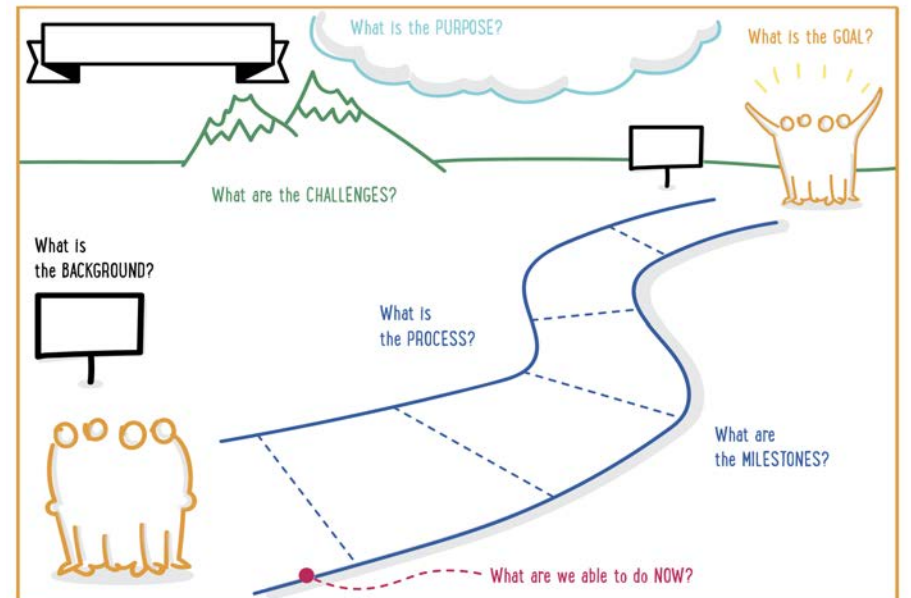 What is the PURPOSE?
What is the GOAL?
What are the CHALLENGES?
What is
the BACKGROUND?
What is
the PROCESS?
What are
the MILESTONES?
What are we able to do NOW?